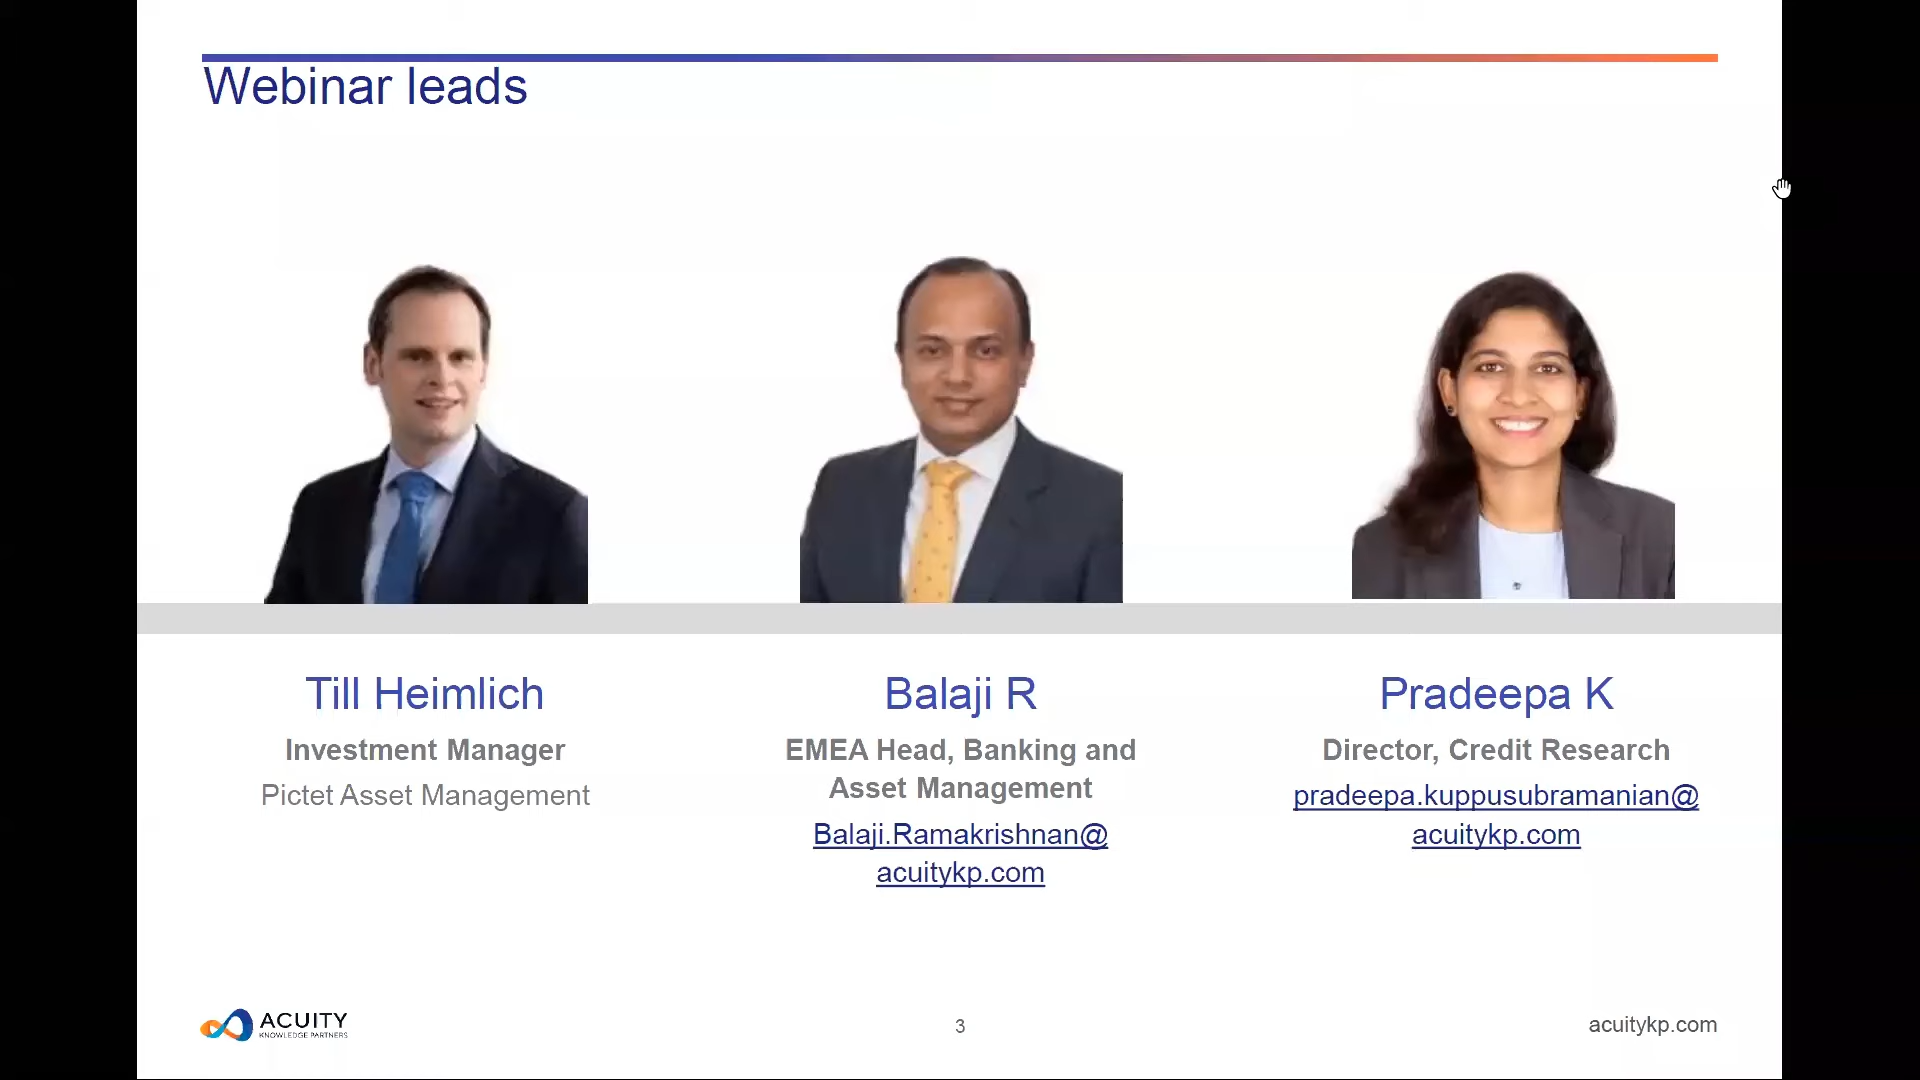 Webinar leads
Till Heimlich
Investment Manager
Pictet Asset Management
Balaji R
EMEA Head, Banking and
Asset Management
Balaji.Ramakrishnan@
acuitykp.com
Pradeepa K
Director, Credit Research
pradeepa.kuppusubramanian@
acuitykp.com
ACUITY
KNOWLEDGE PARTNERS
3
acuitykp.com